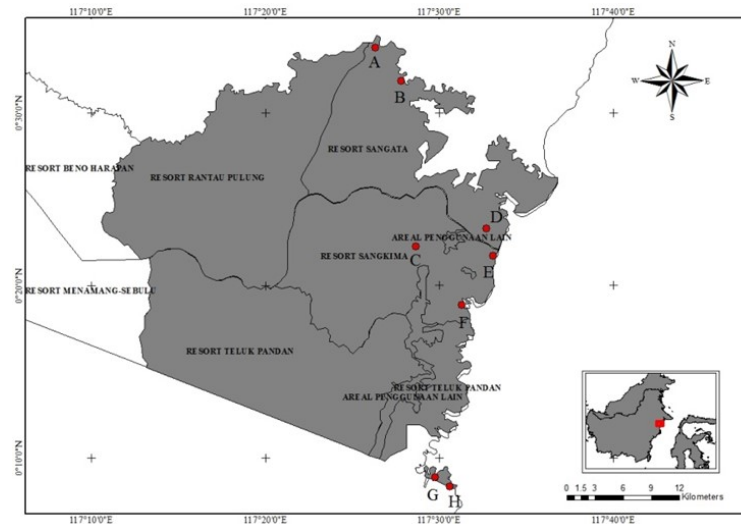 117°10'0"E 117°20'0"E 117°30'0"E 117°40'0"E
N
W E
S
A
B
0°30'0"N
RESORT SANGATA
RESORT BENO HARAPAN
RESORT RANTAU PULUNG
D
AREAL PENGGUNAAN LAIN
C
RESORT SANGKIMA
E
0°20'0"N
RESORT MENAMANG-SEBULU
F
RESORT TELUK PANDAN
RESORT TELUK PANDAN
AREAL PENGGUNAAN LAIN
0°10'0"N
G H
0 1.5 3 6 9 12
Kilometers
117°10'0"E 117°20'0"E 117°30'0"E 117°40'0"E